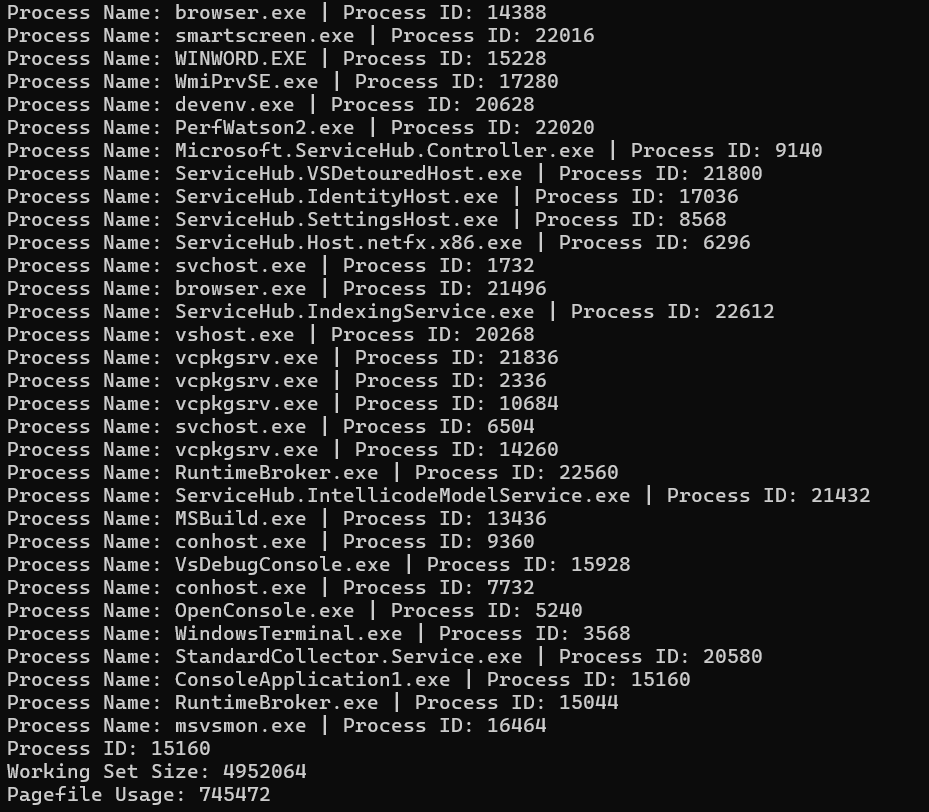 Process Name: browser.exe | Process ID: 14388
Process Name: smartscreen.exe | Process ID: 22016
Process Name: WINWORD.EXE | Process ID: 15228
Process Name: WmiPrvSE.exe | Process ID: 17280
Process Name: devenv.exe | Process ID: 20628
Process Name: PerfWatson2.exe | Process ID: 22020
Process Name: Microsoft.ServiceHub.Controller.exe | Process ID: 9140
Process Name: ServiceHub.VSDetouredHost.exe | Process ID: 21800
Process Name: ServiceHub.IdentityHost.exe | Process ID: 17036
Process Name: ServiceHub.SettingsHost.exe | Process ID: 8568
Process Name: ServiceHub.Host.netfx.x86.exe | Process ID: 6296
Process Name: svchost.exe | Process ID: 1732
Process Name: browser.exe | Process ID: 21496
Process Name: ServiceHub.IndexingService.exe | Process ID: 22612
Process Name: vshost.exe | Process ID: 20268
Process Name: vcpkgsrv.exe | Process ID: 21836
Process Name: vcpkgsrv.exe | Process ID: 2336
Process Name: vcpkgsrv.exe | Process ID: 10684
Process Name: svchost.exe | Process ID: 6504
Process Name: vcpkgsrv.exe | Process ID: 14260
Process Name: RuntimeBroker.exe | Process ID: 22560
Process Name: ServiceHub.IntellicodeModelService.exe | Process ID: 21432
Process Name: MSBuild.exe | Process ID: 13436
Process Name: conhost.exe | Process ID: 9360
Process Name: VsDebugConsole.exe | Process ID: 15928
Process Name: conhost.exe | Process ID: 7732
Process Name: OpenConsole.exe | Process ID: 5240
Process Name: WindowsTerminal.exe | Process ID: 3568
Process Name: StandardCollector.Service.exe | Process ID: 20580
Process Name: ConsoleApplication1.exe | Process ID: 15160
Process Name: RuntimeBroker.exe | Process ID: 15044
Process Name: msvsmon.exe | Process ID: 16464
Process ID: 15160
Working Set Size: 4952064
Pagefile Usage: 745472